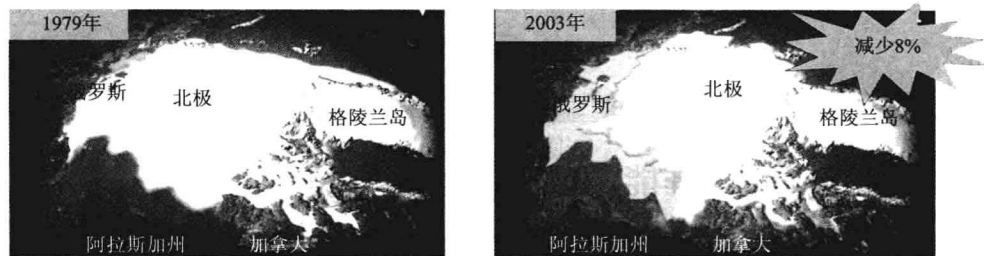 1979年
俄罗斯
北极
格陵兰岛
阿拉斯加州
加拿大
2003年
减少8%
俄罗斯
北极
格陵兰岛
阿拉斯加州
加拿大